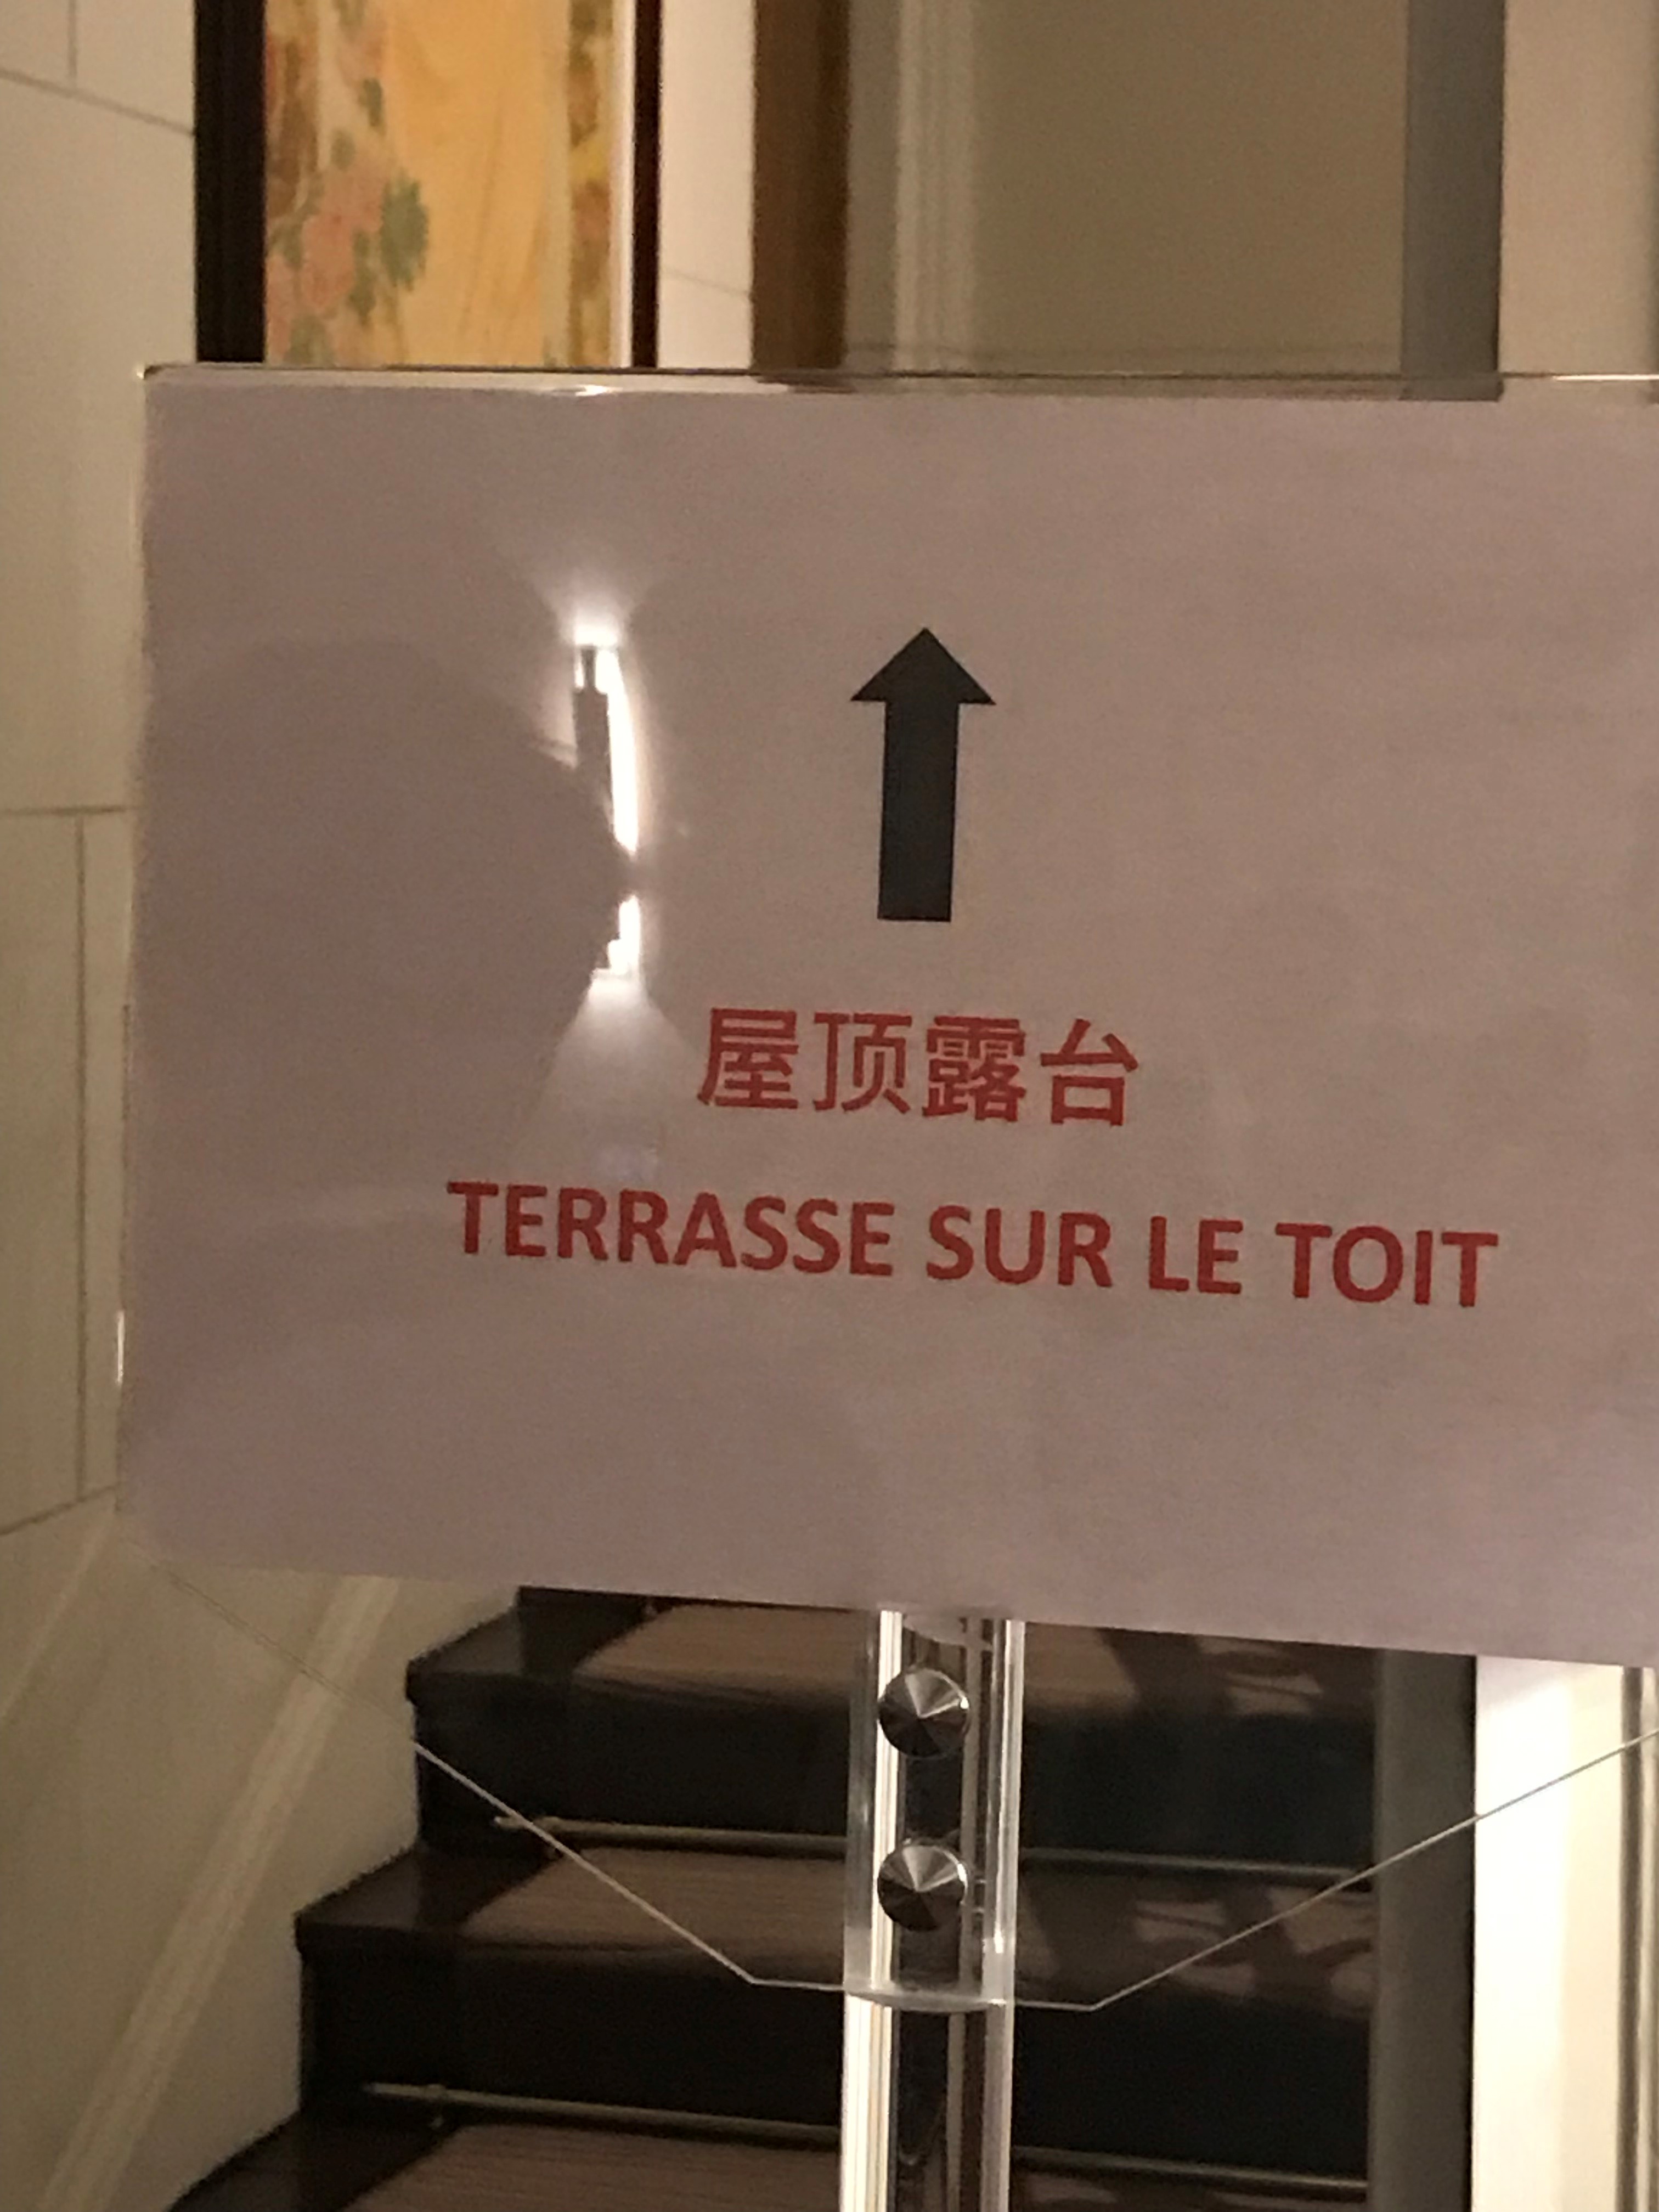 屋顶露台
TERRASSE SUR LE TOIT